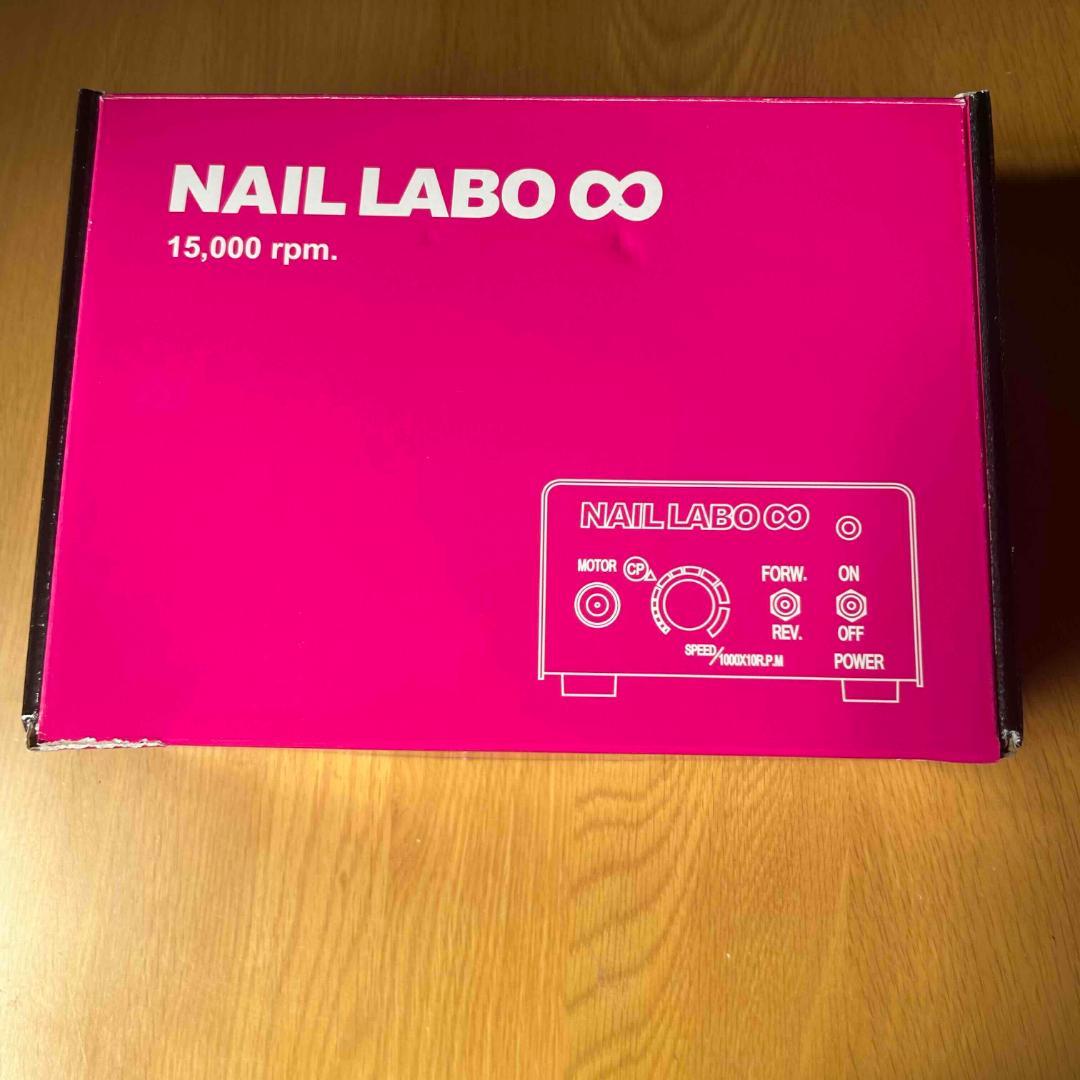 NAIL LABO ∞
15,000 rpm.
NAIL LABO ∞
MOTOR CP FORW. ON
REV. OFF
SPEED/1000X10R.P.M POWER